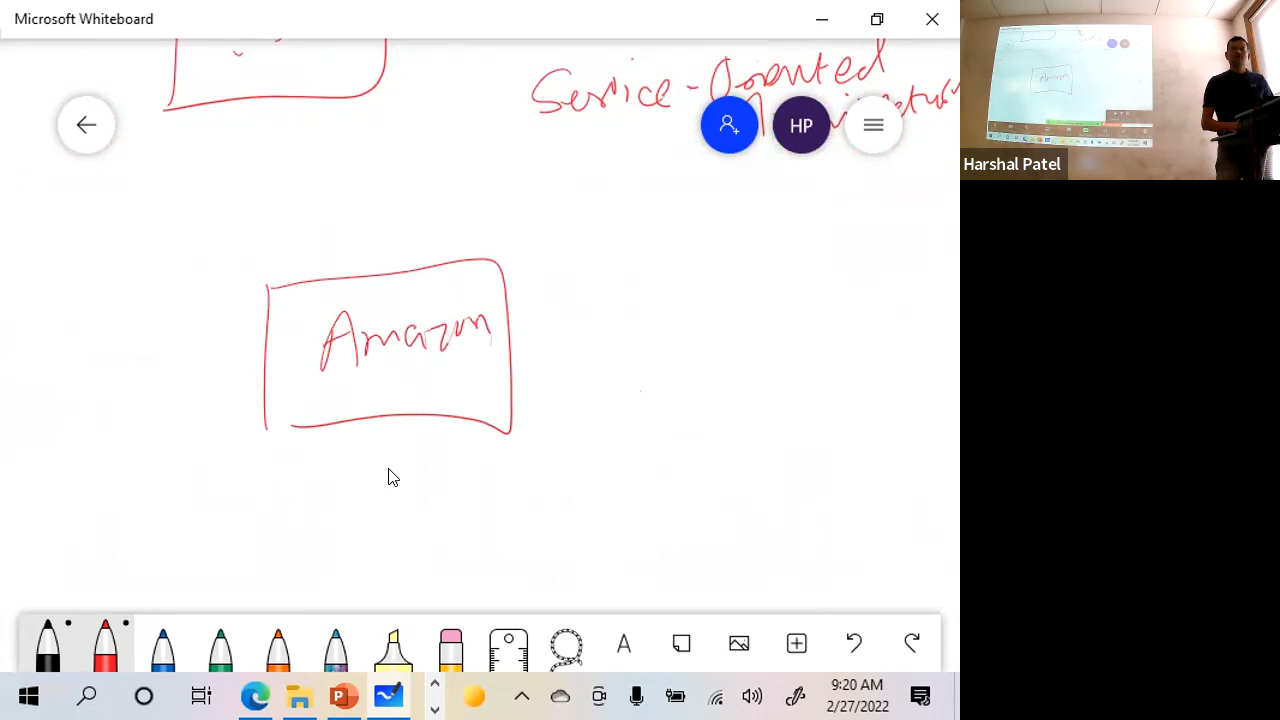 Microsoft Whiteboard
Service-Oriented
HP
Harshal Patel
Amazon
A
9:20 AM
2/27/2022